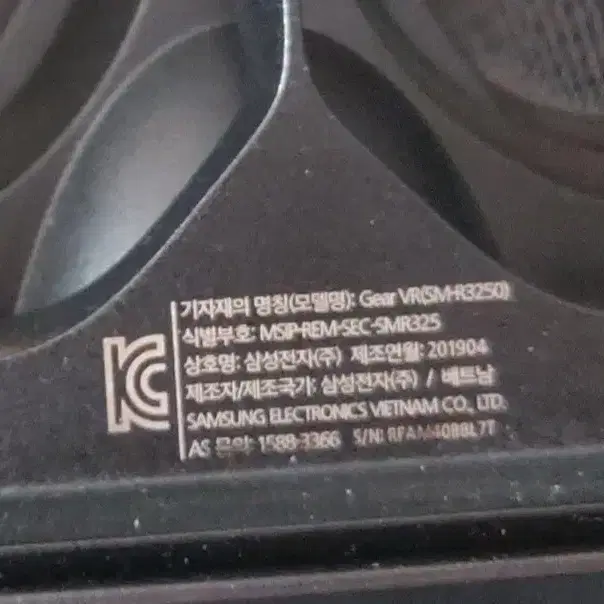 기자재의 명칭(모델명): Gear VR(SM-R3250)
식별부호: MSIP-REM-SEC-SMR325
상호명: 삼성전자(주) 제조연월: 201904
제조자/제조국가: 삼성전자(주) / 베트남
SAMSUNG ELECTRONICS VIETNAM CO., LTD.
AS 문의: 1588-3366 S/N: